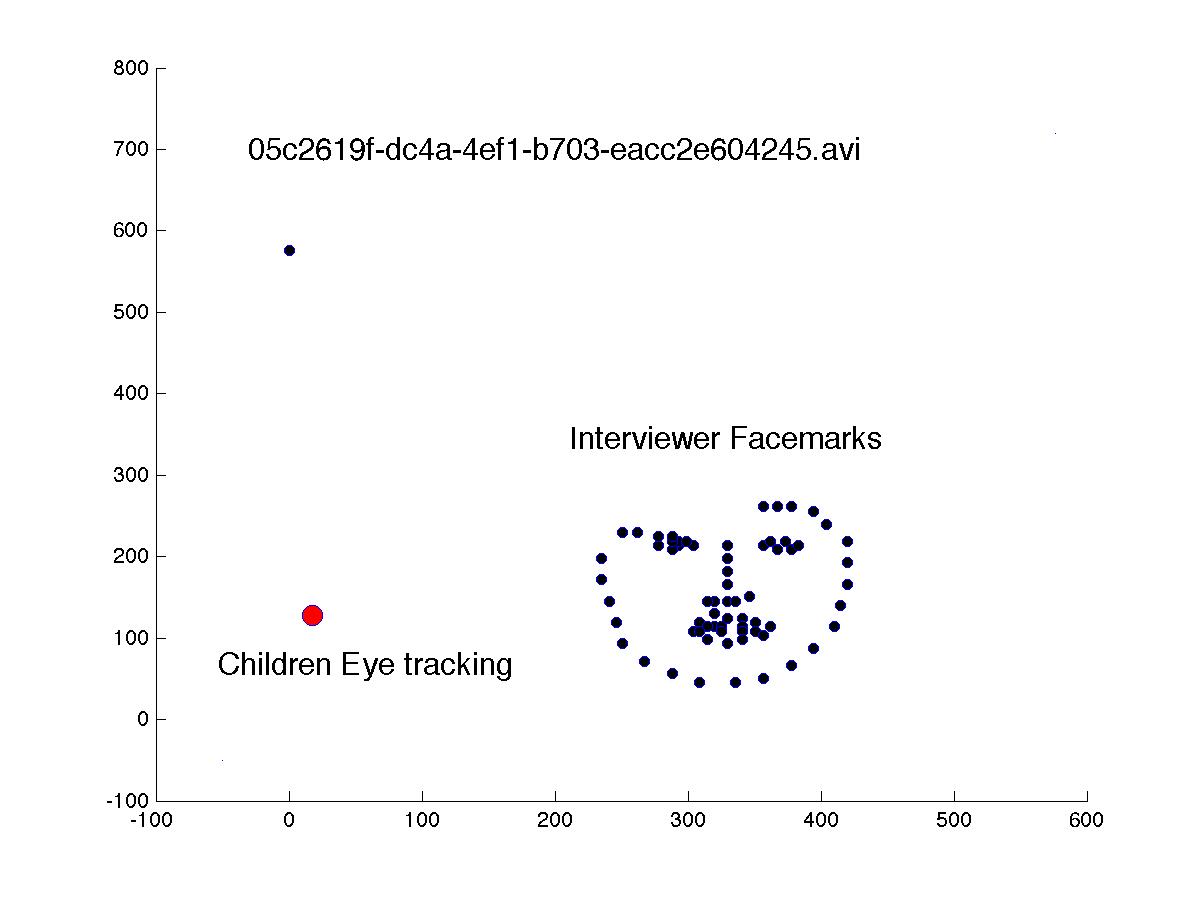 800
700
05c2619f-dc4a-4ef1-b703-eacc2e604245.avi
600
500
400
Interviewer Facemarks
300
200
100
Children Eye tracking
0
-100
-100 0 100 200 300 400 500 600